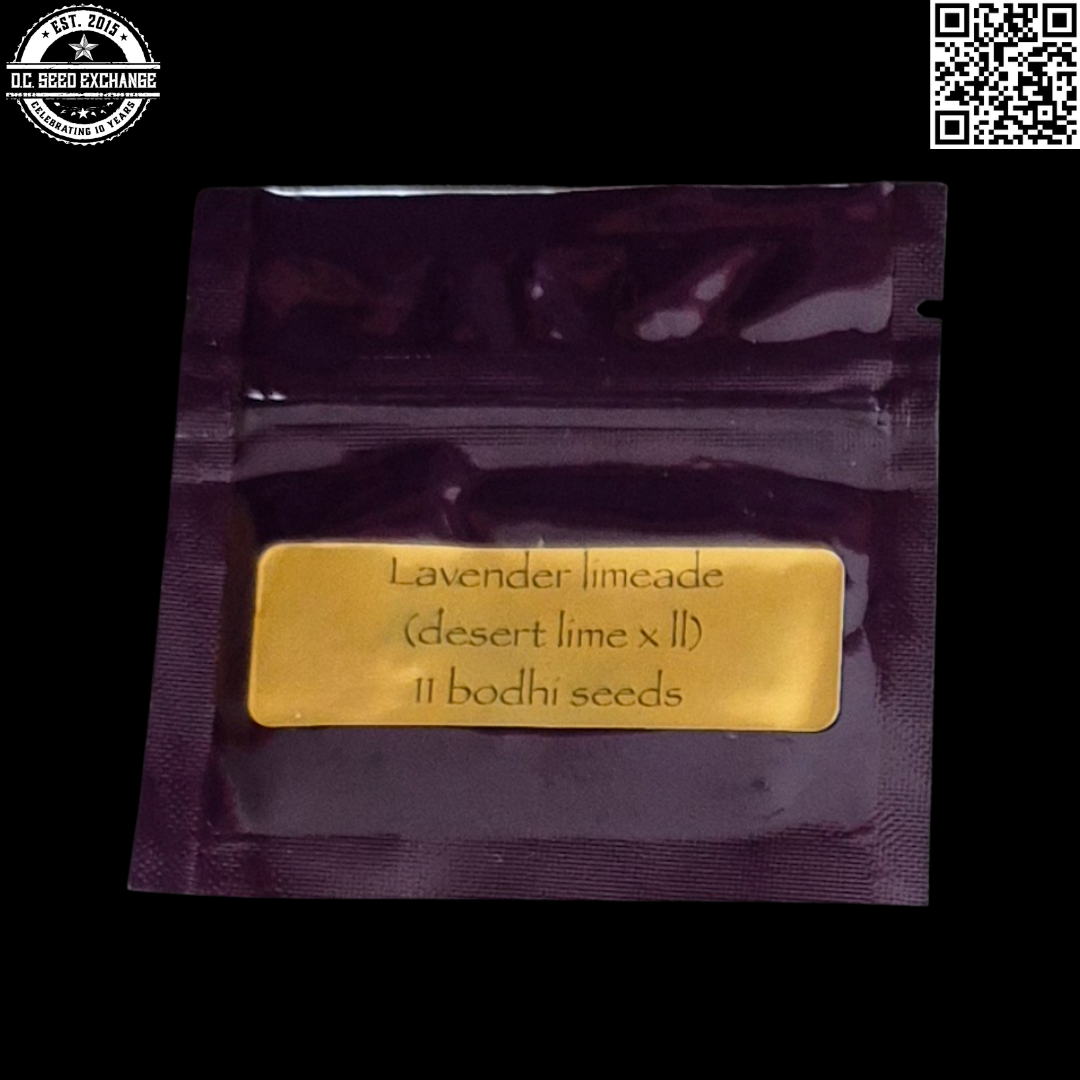 EST. 2015
D.C. SEED EXCHANGE
CELEBRATING 10 YEARS
Lavender limeade
(desert lime x ll)
11 bodhi seeds